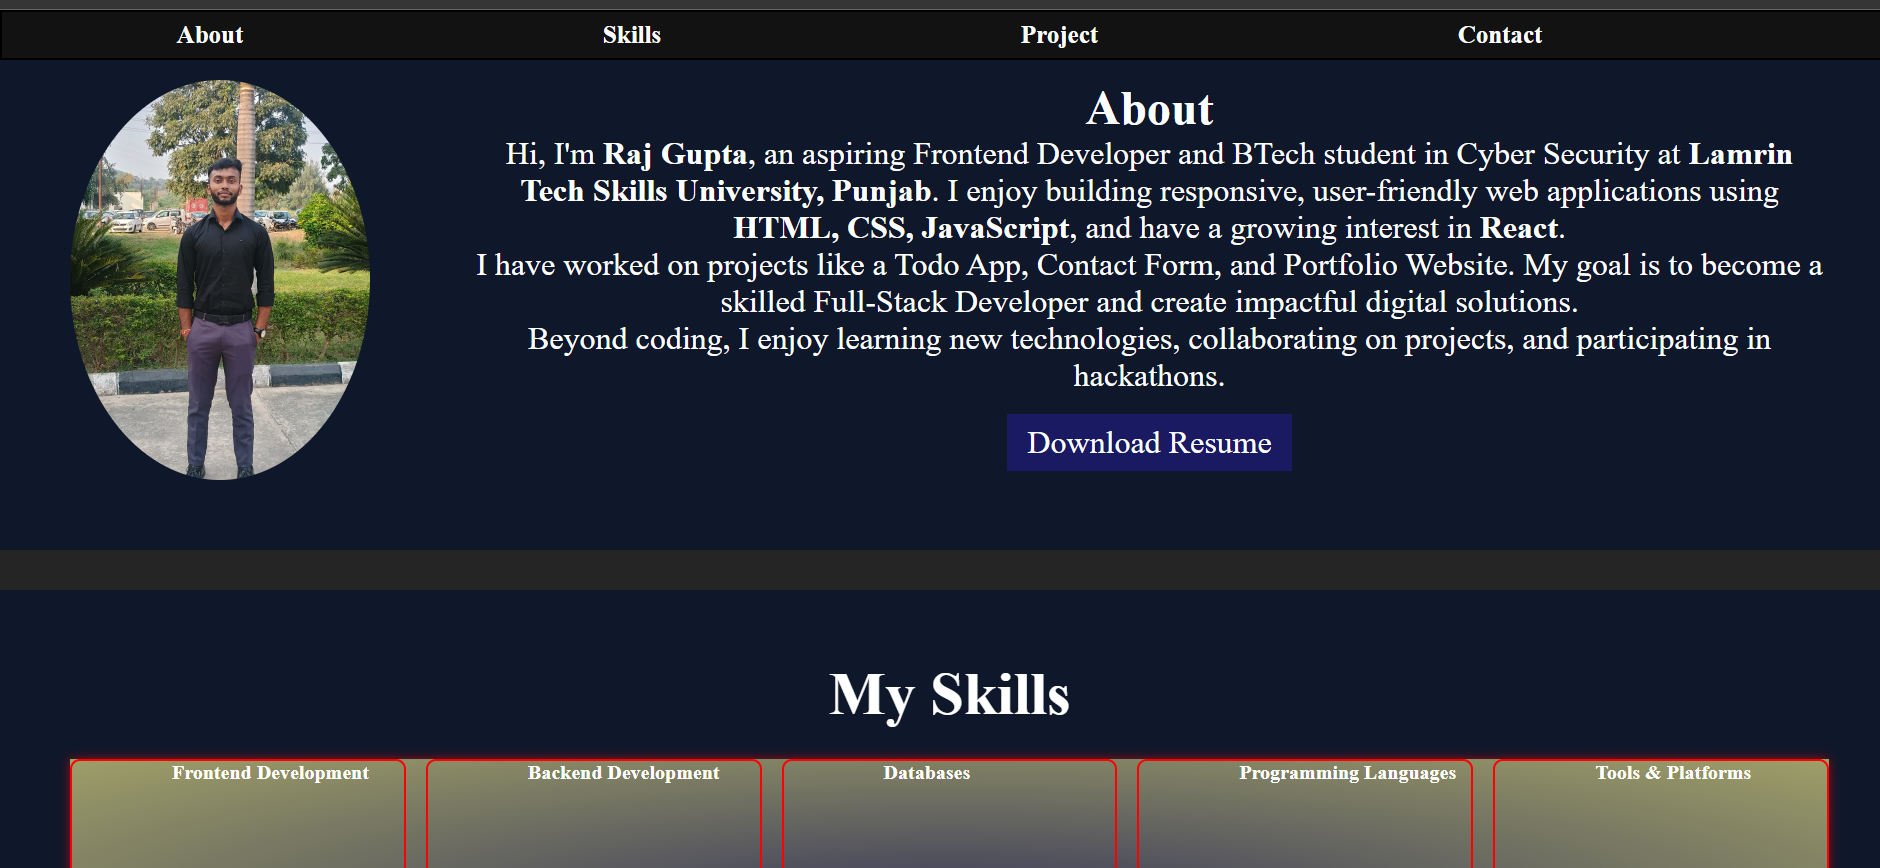 About Skills Project Contact
About
Hi, I'm Raj Gupta, an aspiring Frontend Developer and BTech student in Cyber Security at Lamrin
Tech Skills University, Punjab. I enjoy building responsive, user-friendly web applications using
HTML, CSS, JavaScript, and have a growing interest in React.
I have worked on projects like a Todo App, Contact Form, and Portfolio Website. My goal is to become a
skilled Full-Stack Developer and create impactful digital solutions.
Beyond coding, I enjoy learning new technologies, collaborating on projects, and participating in
hackathons.
Download Resume
My Skills
Frontend Development Backend Development Databases Programming Languages Tools & Platforms